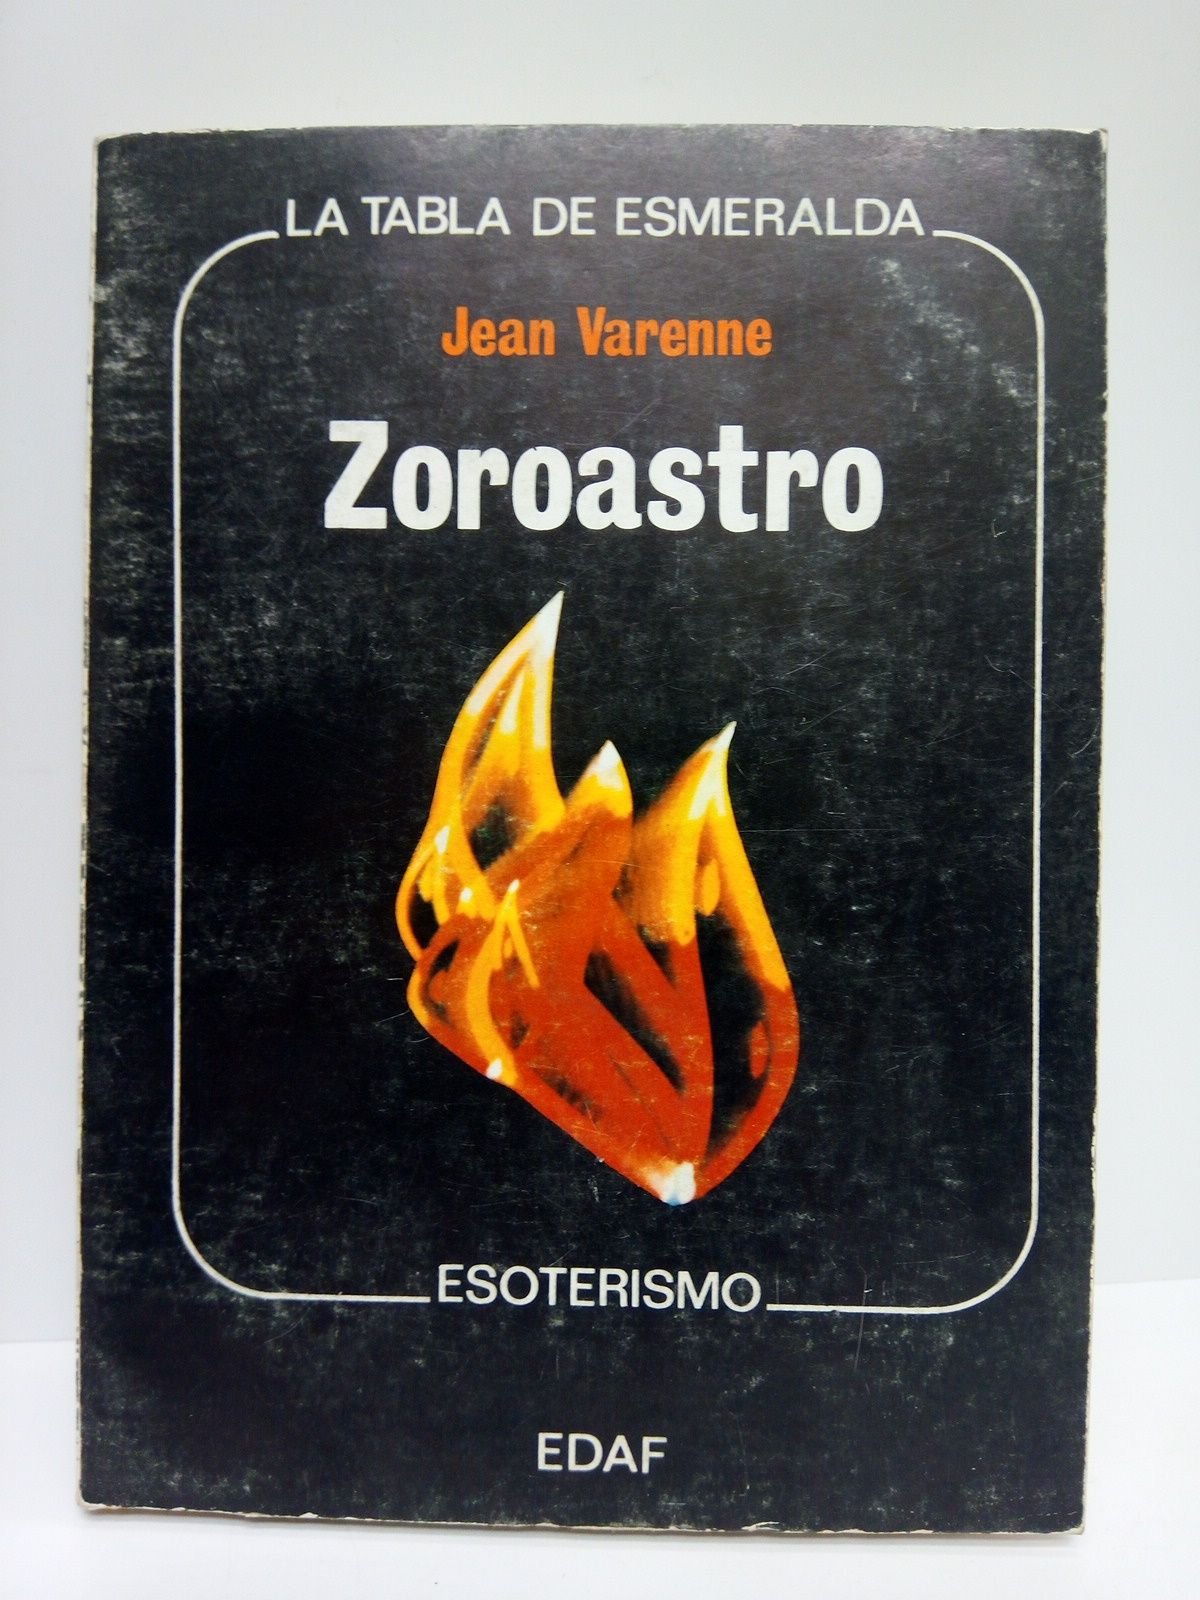 LA TABLA DE ESMERALDA
Jean Varenne
Zoroastro
ESOTERISMO
EDAF